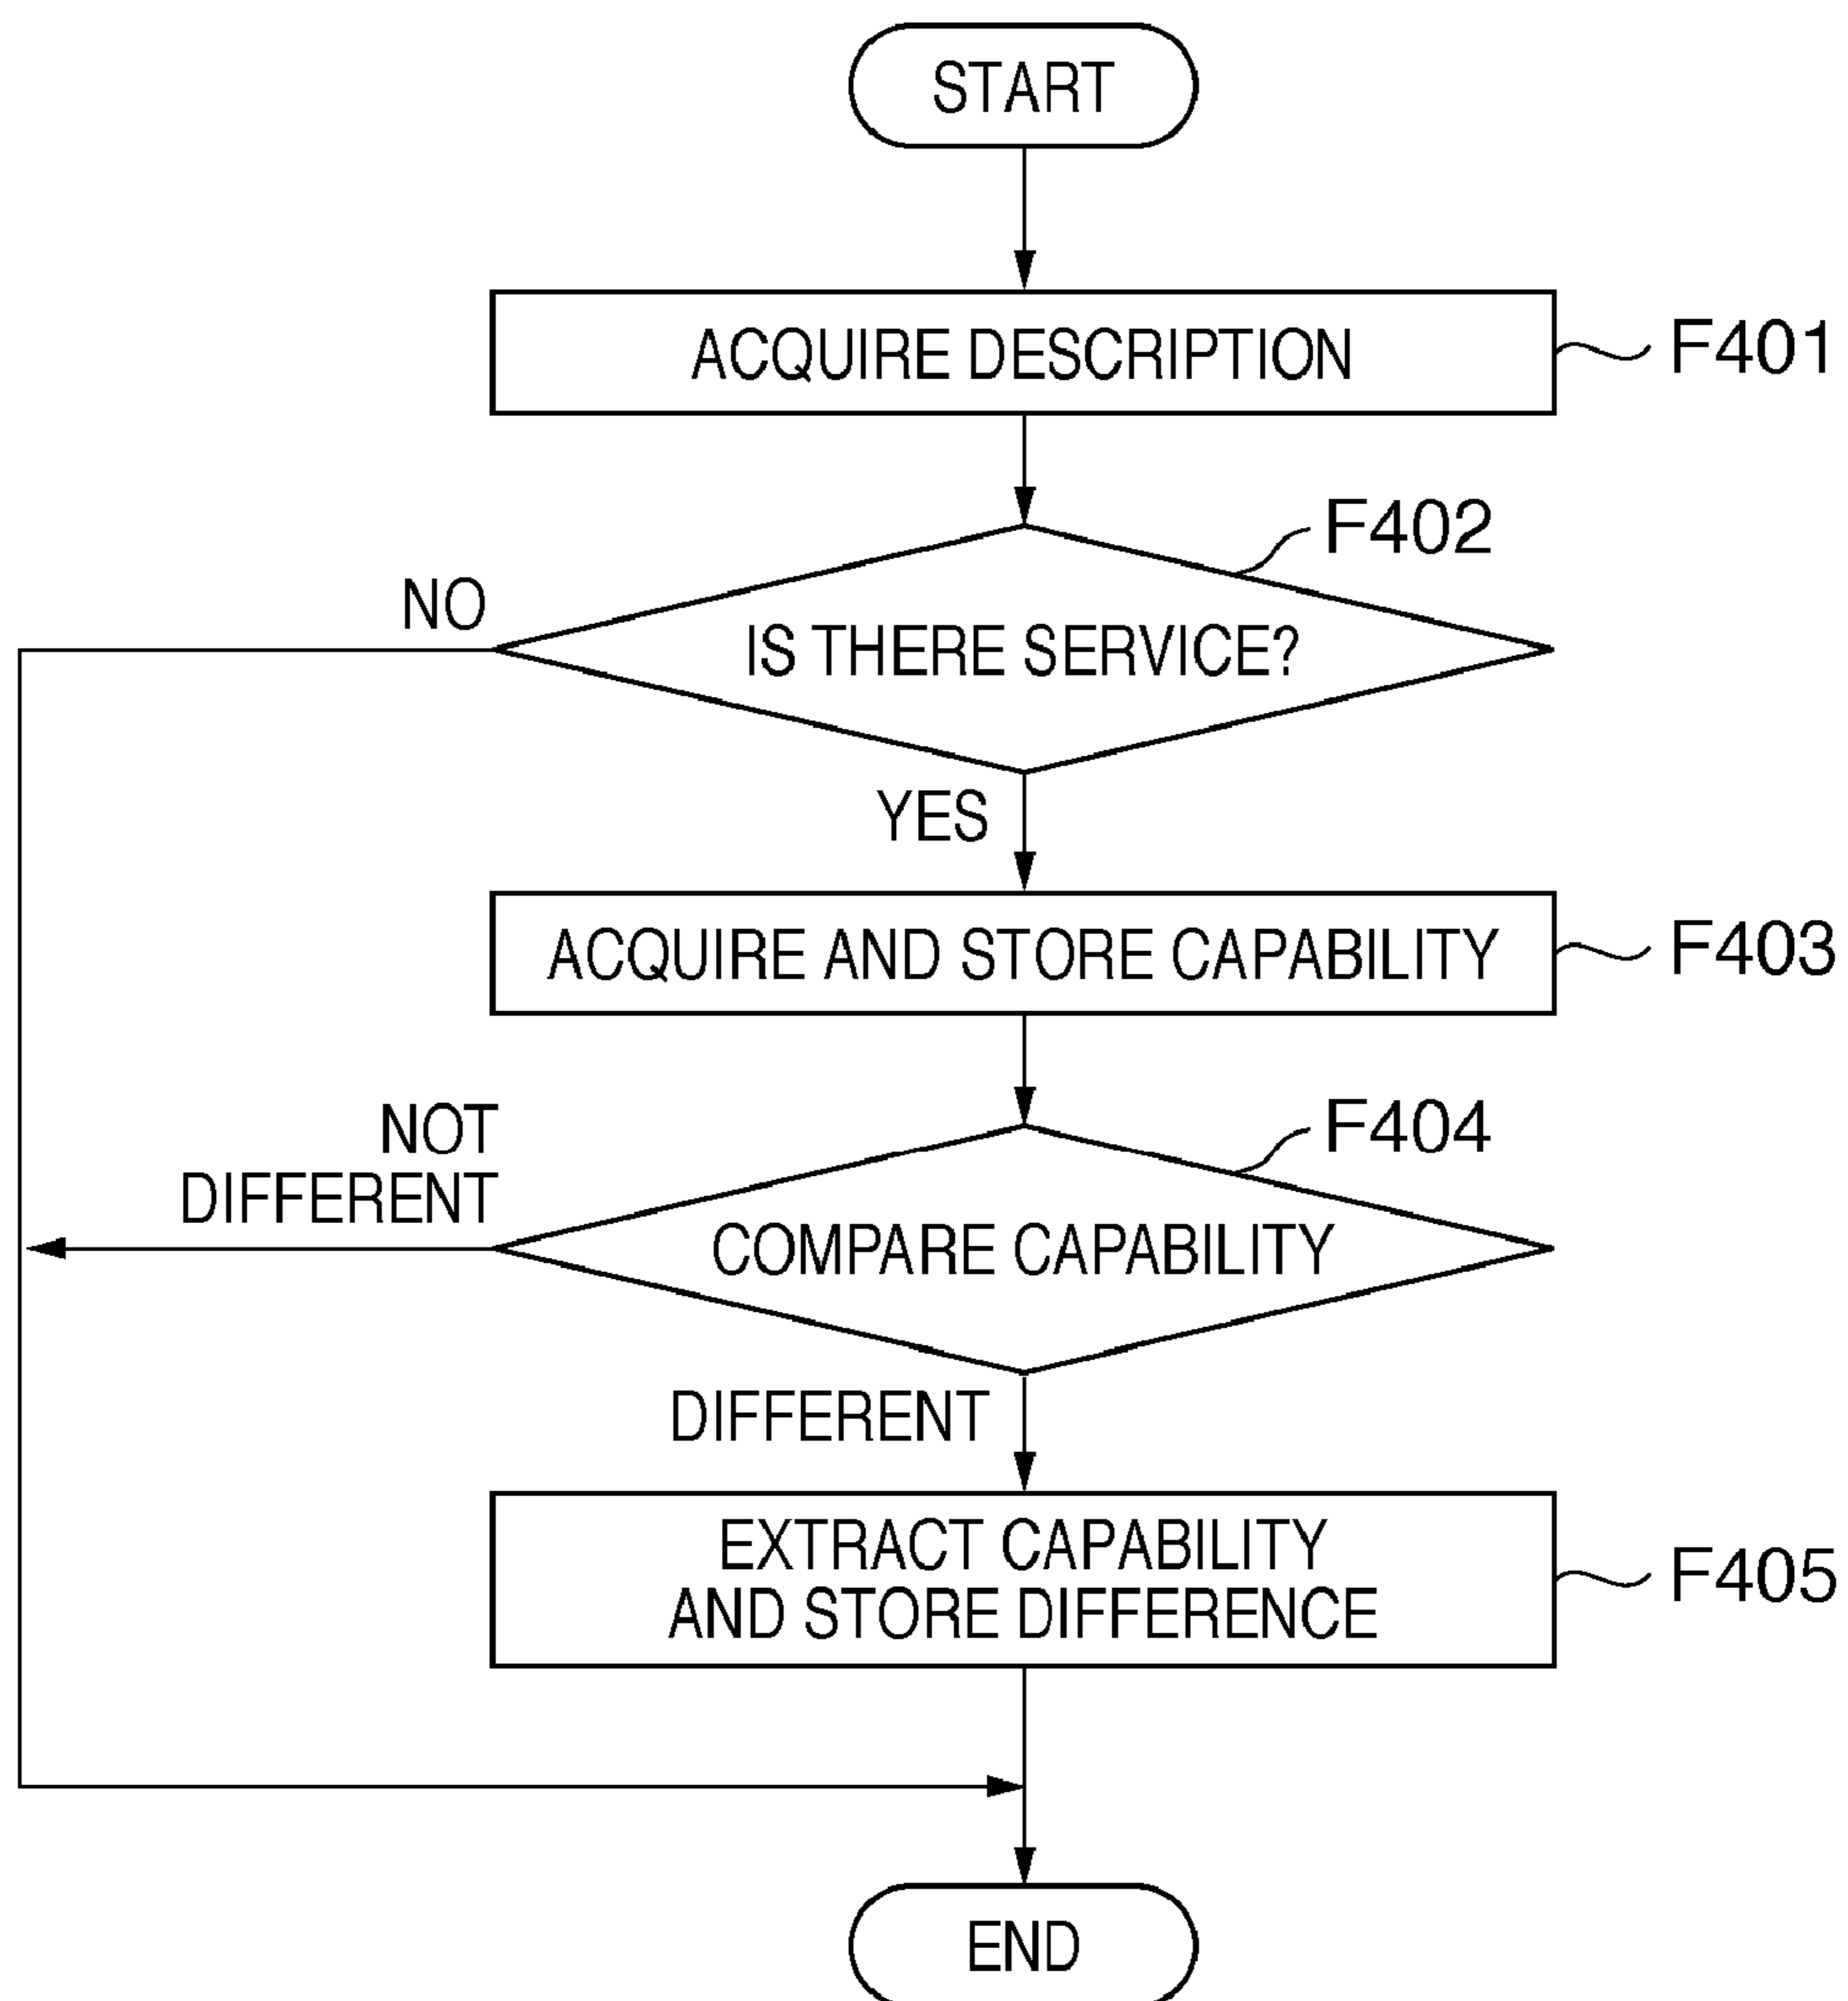 START
ACQUIRE DESCRIPTION
F401
F402
NO
IS THERE SERVICE?
YES
ACQUIRE AND STORE CAPABILITY
F403
F404
NOT
DIFFERENT
COMPARE CAPABILITY
DIFFERENT
EXTRACT CAPABILITY
AND STORE DIFFERENCE
F405
END